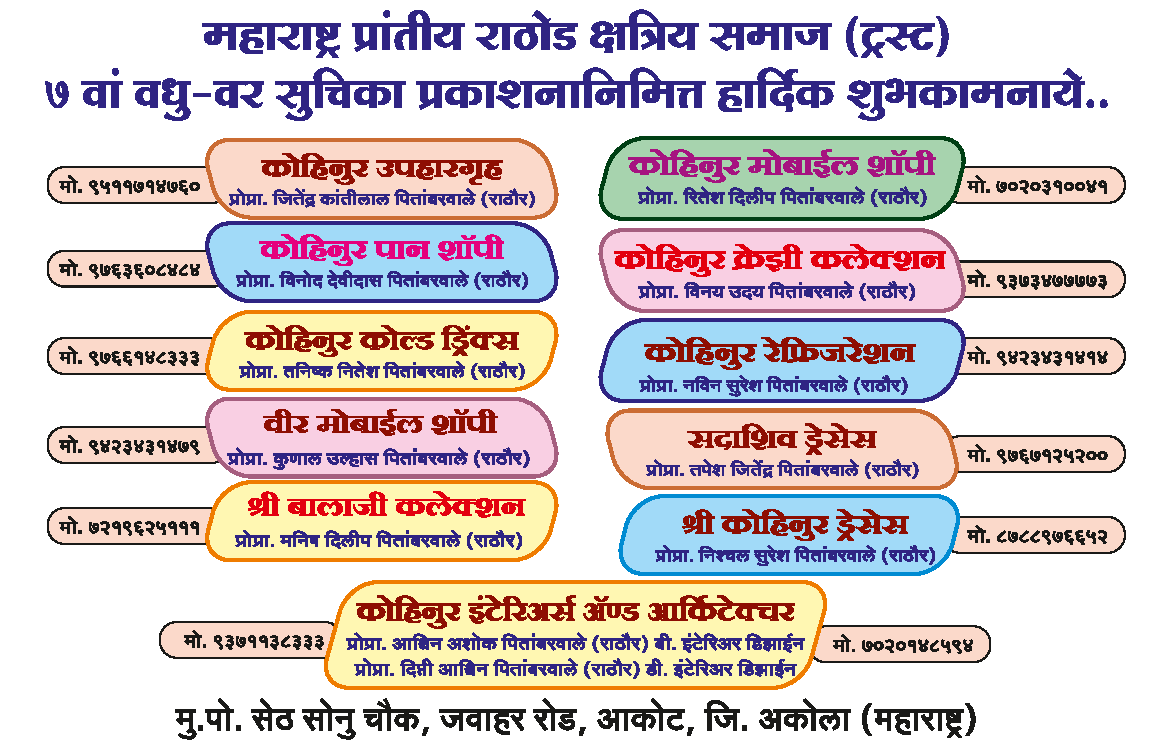 महाराष्ट्र प्रांतीय राठोड क्षत्रिय समाज (ट्रस्ट)
७ वां वधु-वर सुचिका प्रकाशनानिमित्त हार्दिक शुभकामनाये..
कोहिनुर उपहारगृह
मो. ९५११७१४७६०
प्रोप्रा. जितेंद्र कांतीलाल पितांबरवाले (राठौर)
कोहिनुर मोबाईल शॉपी
प्रोप्रा. रितेश दिलीप पितांबरवाले (राठौर)
मो. ७०२०३१००४१
कोहिनुर पान शॉपी
मो. ९७६३६०८४८४
प्रोप्रा. विनोद देवीदास पितांबरवाले (राठौर)
कोहिनुर क्रेझी कलेक्शन
प्रोप्रा. विनय उदय पितांबरवाले (राठौर)
मो. ९३७३४७७७७३
कोहिनुर कोल्ड ड्रिंक्स
मो. ९७६६१४८३३३
प्रोप्रा. तनिष्क नितेश पितांबरवाले (राठौर)
कोहिनुर रेफ्रिजरेशन
प्रोप्रा. नविन सुरेश पितांबरवाले (राठौर)
मो. ९४२३४३१४१४
वीर मोबाईल शॉपी
मो. ९४२३४३१४७९
प्रोप्रा. कुणाल उल्हास पितांबरवाले (राठौर)
सदाशिव ड्रेसेस
प्रोप्रा. तपेश जितेंद्र पितांबरवाले (राठौर)
मो. ९७६७१२५२००
श्री बालाजी कलेक्शन
मो. ७२१९६२५१११
प्रोप्रा. मनिष दिलीप पितांबरवाले (राठौर)
श्री कोहिनुर ड्रेसेस
प्रोप्रा. निश्चल सुरेश पितांबरवाले (राठौर)
मो. ८७८८९७६६५२
कोहिनुर इंटेरिअर्स ॲण्ड आर्किटेक्चर
मो. ९३७११३८३३३
प्रोप्रा. आश्विन अशोक पितांबरवाले (राठौर) बी. इंटेरिअर डिझाईन
प्रोप्रा. दिप्ती आश्विन पितांबरवाले (राठौर) डी. इंटेरिअर डिझाईन
मो. ७०२०१४८५९४
मु.पो. सेठ सोनु चौक, जवाहर रोड, आकोट, जि. अकोला (महाराष्ट्र)